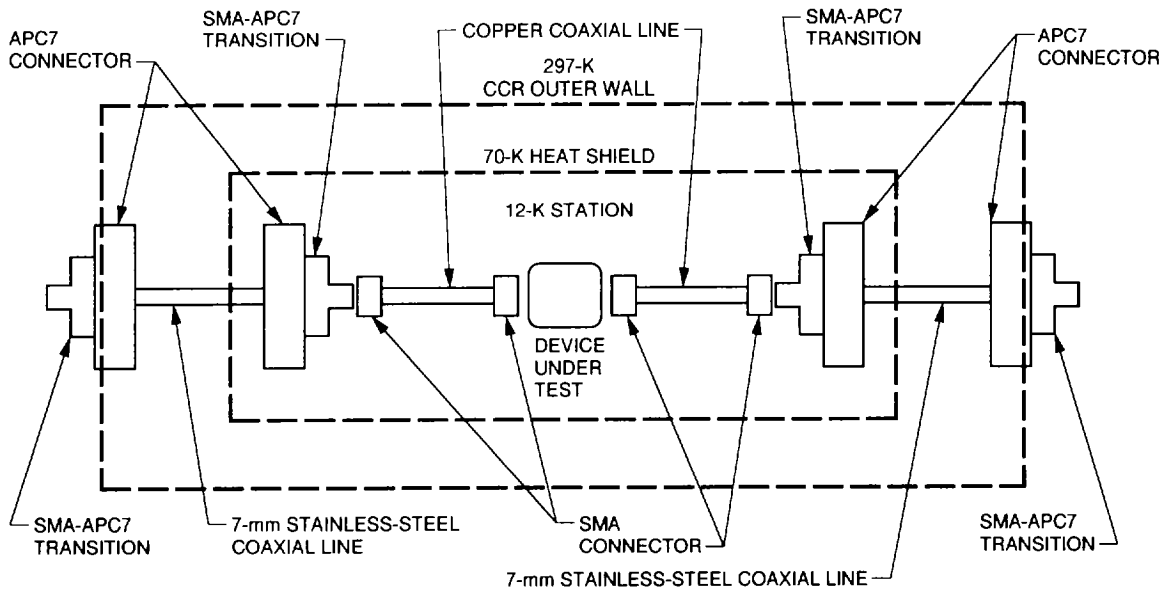 APC7
CONNECTOR
SMA-APC7
TRANSITION
COPPER COAXIAL LINE
297-K
CCR OUTER WALL
SMA-APC7
TRANSITION
APC7
CONNECTOR
70-K HEAT SHIELD
12-K STATION
DEVICE
UNDER
TEST
SMA-APC7
TRANSITION
7-mm STAINLESS-STEEL
COAXIAL LINE
SMA
CONNECTOR
SMA-APC7
TRANSITION
7-mm STAINLESS-STEEL COAXIAL LINE